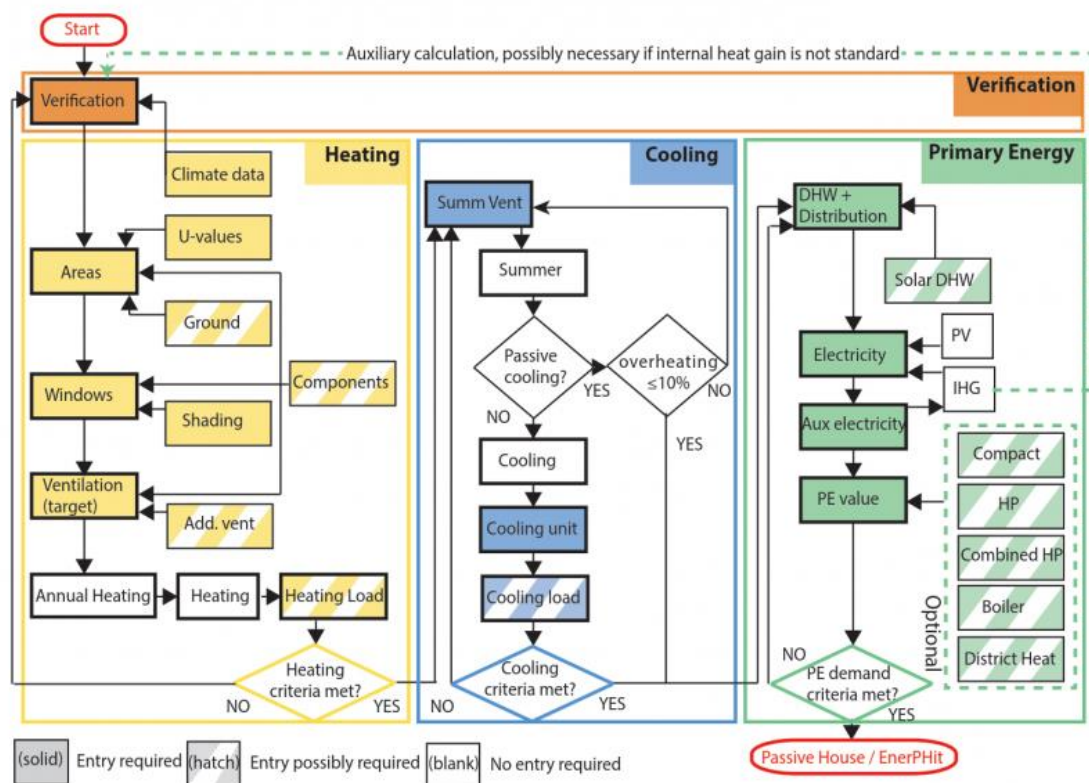 Start
Auxiliary calculation, possibly necessary if internal heat gain is not standard
Verification
Verification
Heating
Climate data
U-values
Areas
Ground
Components
Windows
Shading
Ventilation
(target)
Add. vent
Annual Heating
Heating
Heating Load
Heating
criteria met?
NO
YES
Cooling
Summ Vent
Summer
Passive
cooling?
YES
NO
overheating
≤10%
NO
YES
Cooling
Cooling unit
Cooling load
Cooling
criteria met?
NO
YES
Primary Energy
DHW +
Distribution
Solar DHW
PV
Electricity
IHG
Aux electricity
PE value
Compact
HP
Combined HP
Boiler
District Heat
Optional
NO
PE demand
criteria met?
YES
Passive House / EnerPHit
(solid) Entry required
(hatch) Entry possibly required
(blank) No entry required